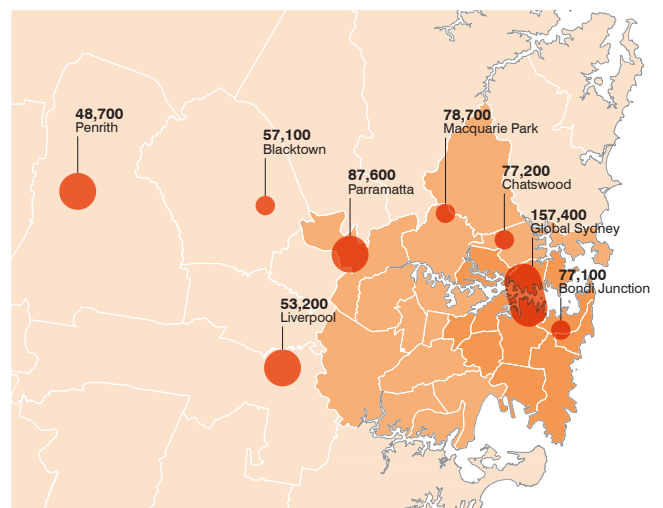 48,700
Penrith
57,100
Blacktown
87,600
Parramatta
78,700
Macquarie Park
77,200
Chatswood
157,400
Global Sydney
77,100
Bondi Junction
53,200
Liverpool